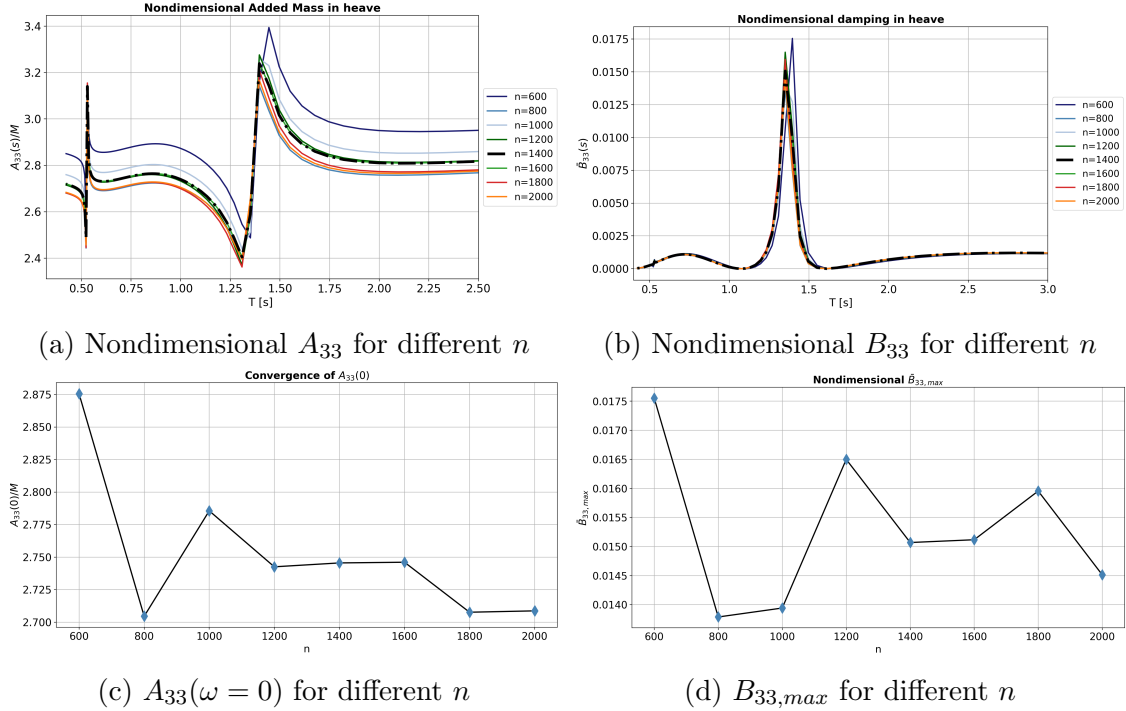 Nondimensional Added Mass in heave
A₃₃(s)/M
3.4
3.2
3.0
2.8
2.6
2.4
0.50 0.75 1.00 1.25 1.50 1.75 2.00 2.25 2.50
T [s]
n=600
n=800
n=1000
n=1200
n=1400
n=1600
n=1800
n=2000
(a) Nondimensional A₃₃ for different n
Nondimensional damping in heave
B̂₃₃(s)
0.0175
0.0150
0.0125
0.0100
0.0075
0.0050
0.0025
0.0000
0.5 1.0 1.5 2.0 2.5 3.0
T [s]
n=600
n=800
n=1000
n=1200
n=1400
n=1600
n=1800
n=2000
(b) Nondimensional B₃₃ for different n
Convergence of A₃₃(0)
A₃₃(0)/M
2.875
2.850
2.825
2.800
2.775
2.750
2.725
2.700
600 800 1000 1200 1400 1600 1800 2000
n
(c) A₃₃(ω = 0) for different n
Nondimensional B̂₃₃,max
B̂₃₃,max
0.0175
0.0170
0.0165
0.0160
0.0155
0.0150
0.0145
0.0140
600 800 1000 1200 1400 1600 1800 2000
n
(d) B₃₃,max for different n